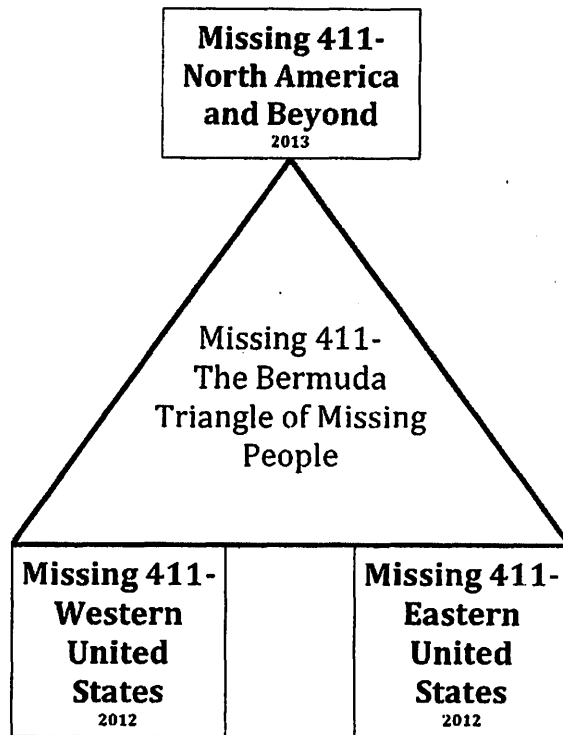 Missing 411-
North America
and Beyond
2013
Missing 411-
The Bermuda
Triangle of Missing
People
Missing 411-
Western
United
States
2012
Missing 411-
Eastern
United
States
2012